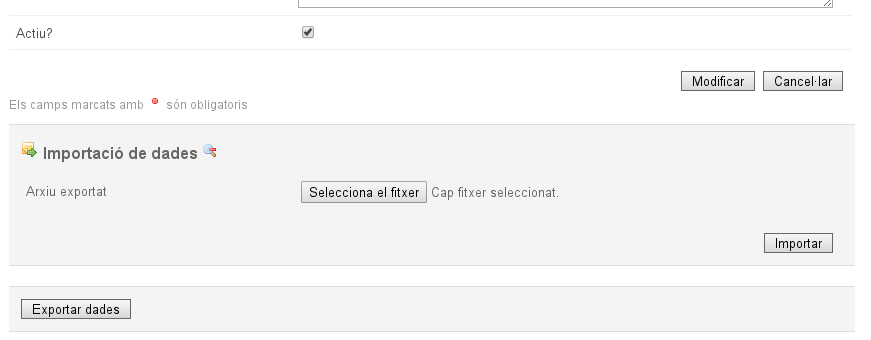 Actiu?
Modificar Cancel·lar
Els camps marcats amb són obligatoris
Importació de dades
Arxiu exportat Selecciona el fitxer Cap fitxer seleccionat.
Importar
Exportar dades